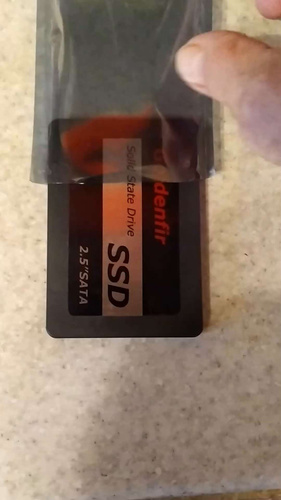 denfir
Solid State Drive
SSD
2.5"SATA